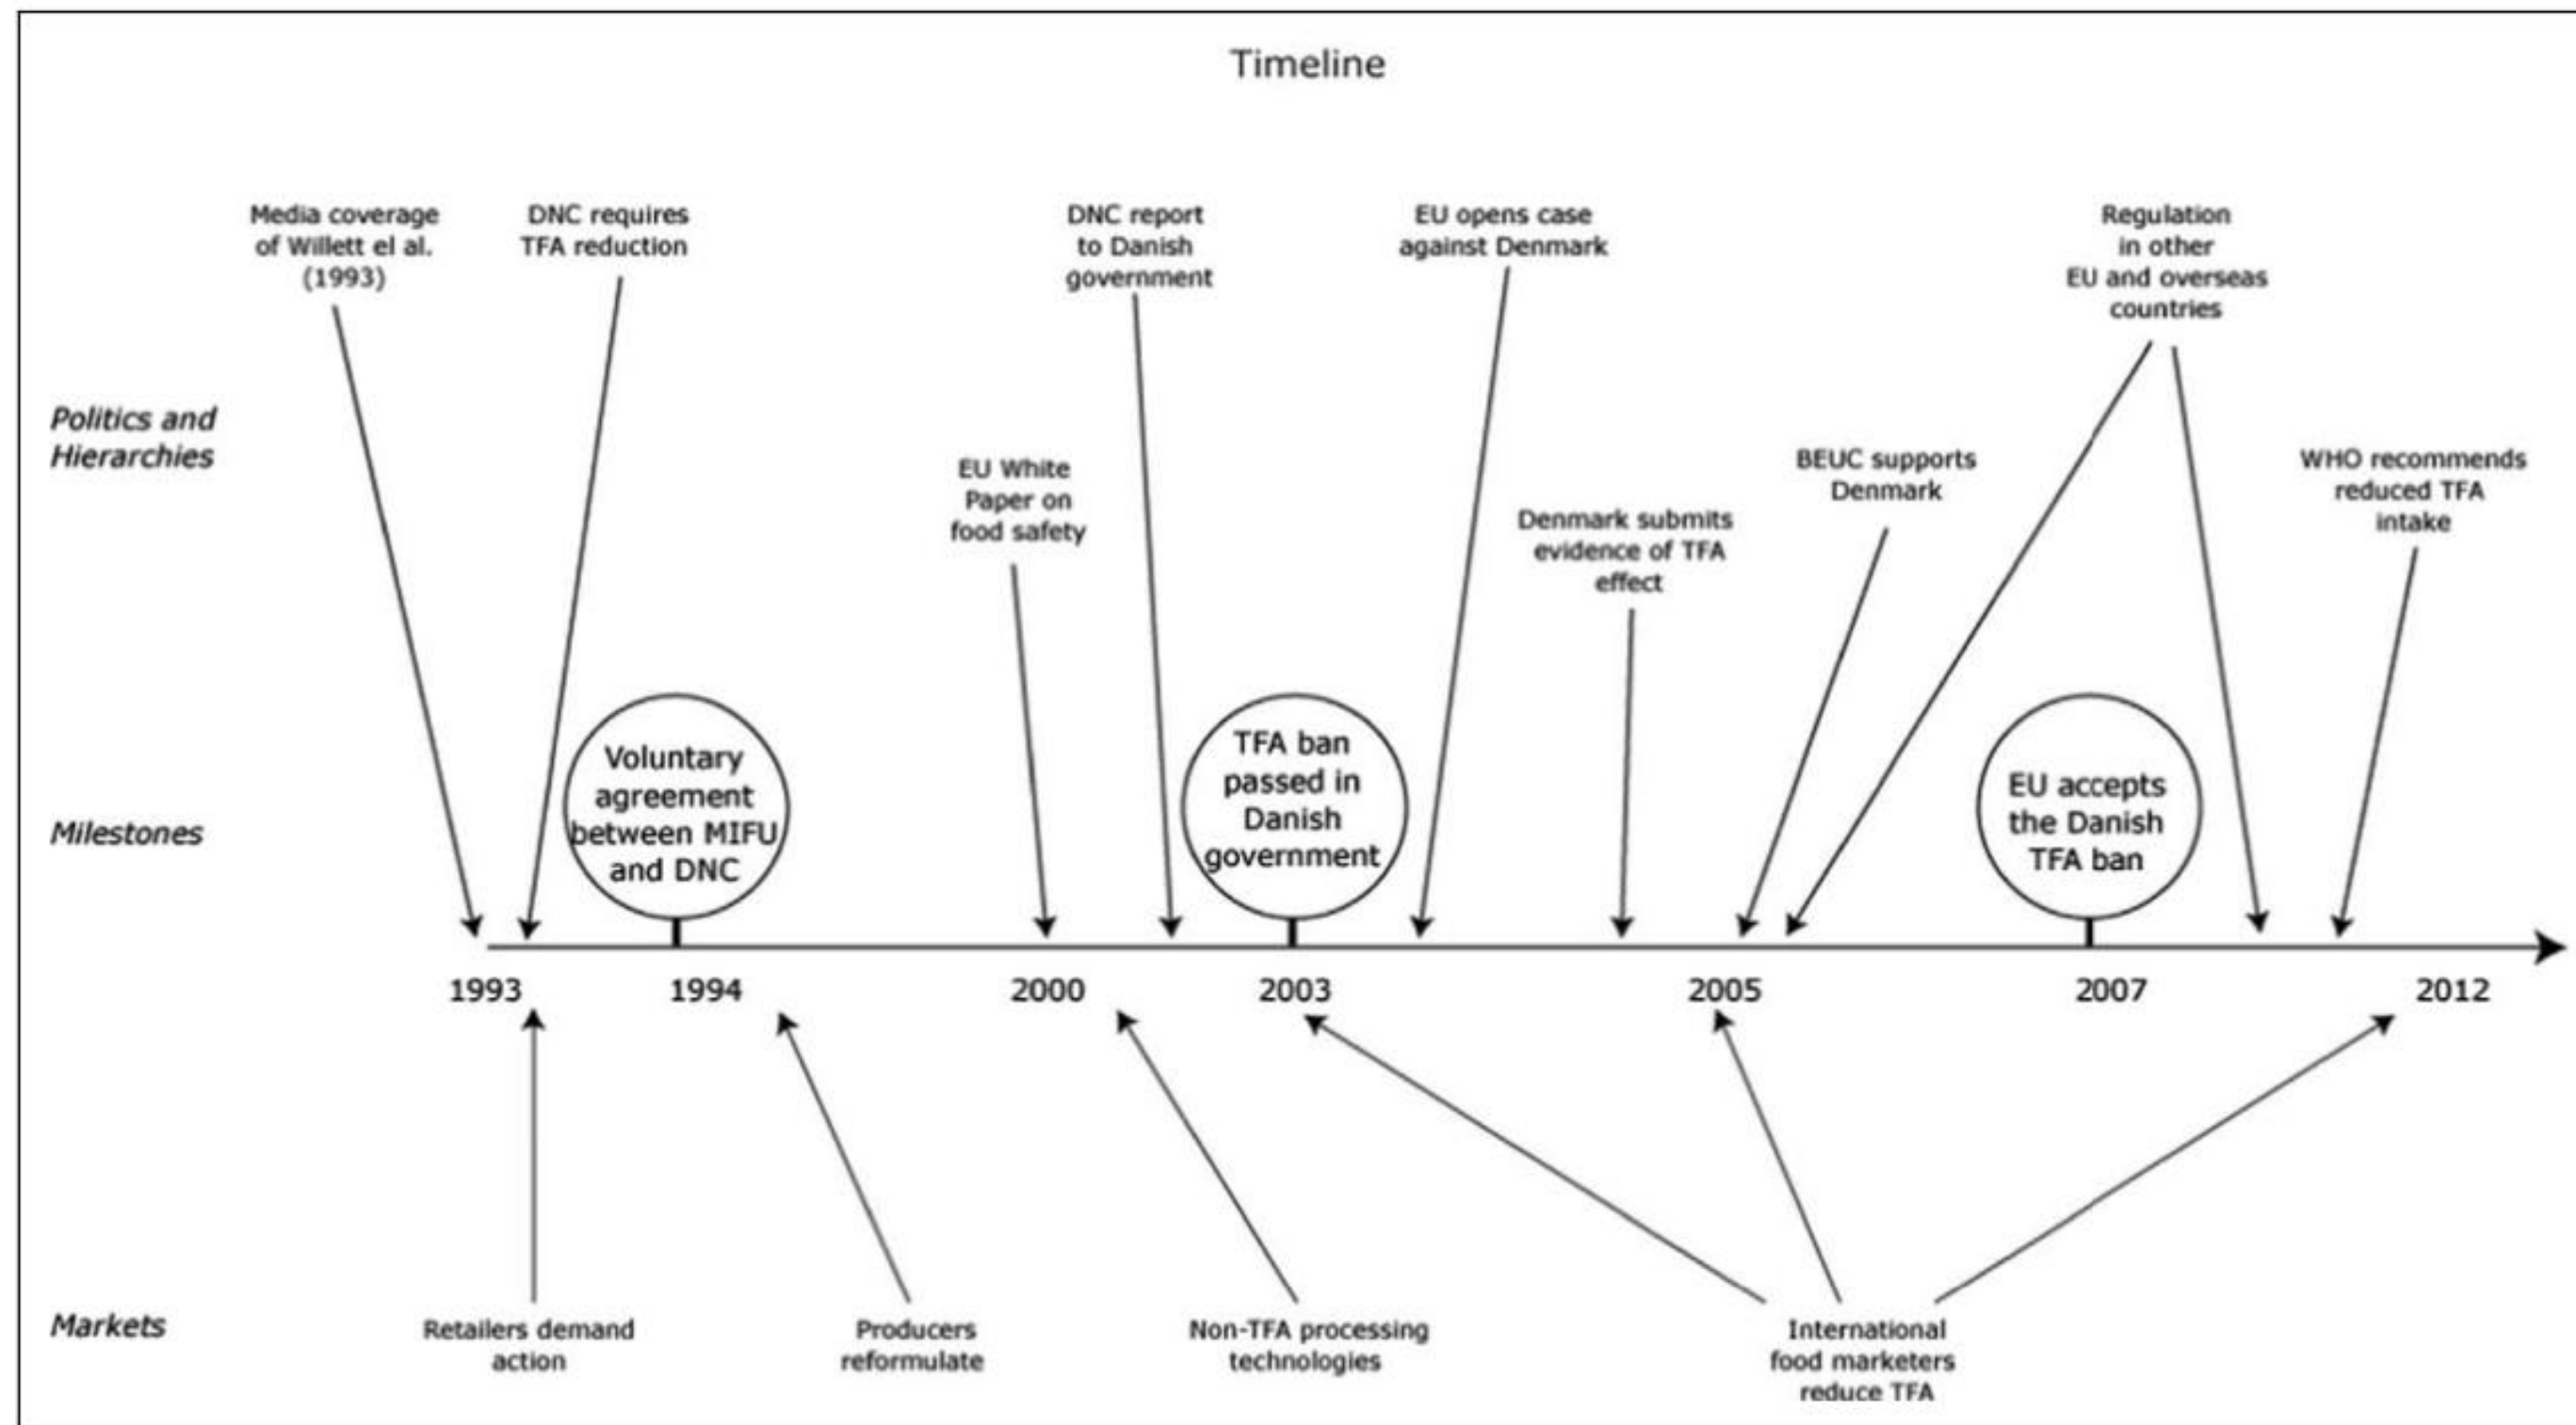 Timeline
Media coverage
of Willett el al.
(1993)
DNC requires
TFA reduction
DNC report
to Danish
government
EU opens case
against Denmark
Regulation
in other
EU and overseas
countries
Politics and
Hierarchies
EU White
Paper on
food safety
Denmark submits
evidence of TFA
effect
BEUC supports
Denmark
WHO recommends
reduced TFA
intake
Milestones
Voluntary
agreement
between MIFU
and DNC
TFA ban
passed in
Danish
government
EU accepts
the Danish
TFA ban
1993
1994
2000
2003
2005
2007
2012
Markets
Retailers demand
action
Producers
reformulate
Non-TFA processing
technologies
International
food marketers
reduce TFA